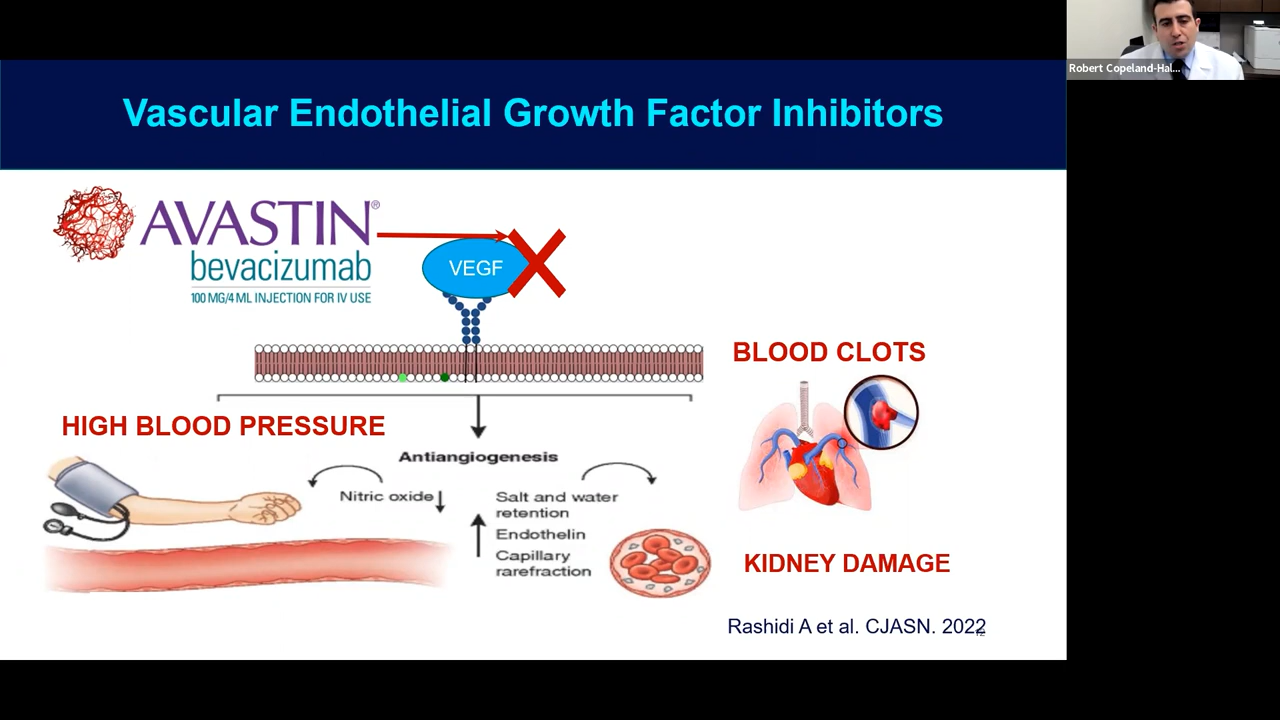 Robert Copeland-Hal...
Vascular Endothelial Growth Factor Inhibitors
AVASTIN®
bevacizumab
100 MG/4 ML INJECTION FOR IV USE
VEGF
BLOOD CLOTS
HIGH BLOOD PRESSURE
Antiangiogenesis
Nitric oxide
Salt and water
retention
Endothelin
Capillary
rarefraction
KIDNEY DAMAGE
Rashidi A et al. CJASN. 2022
12